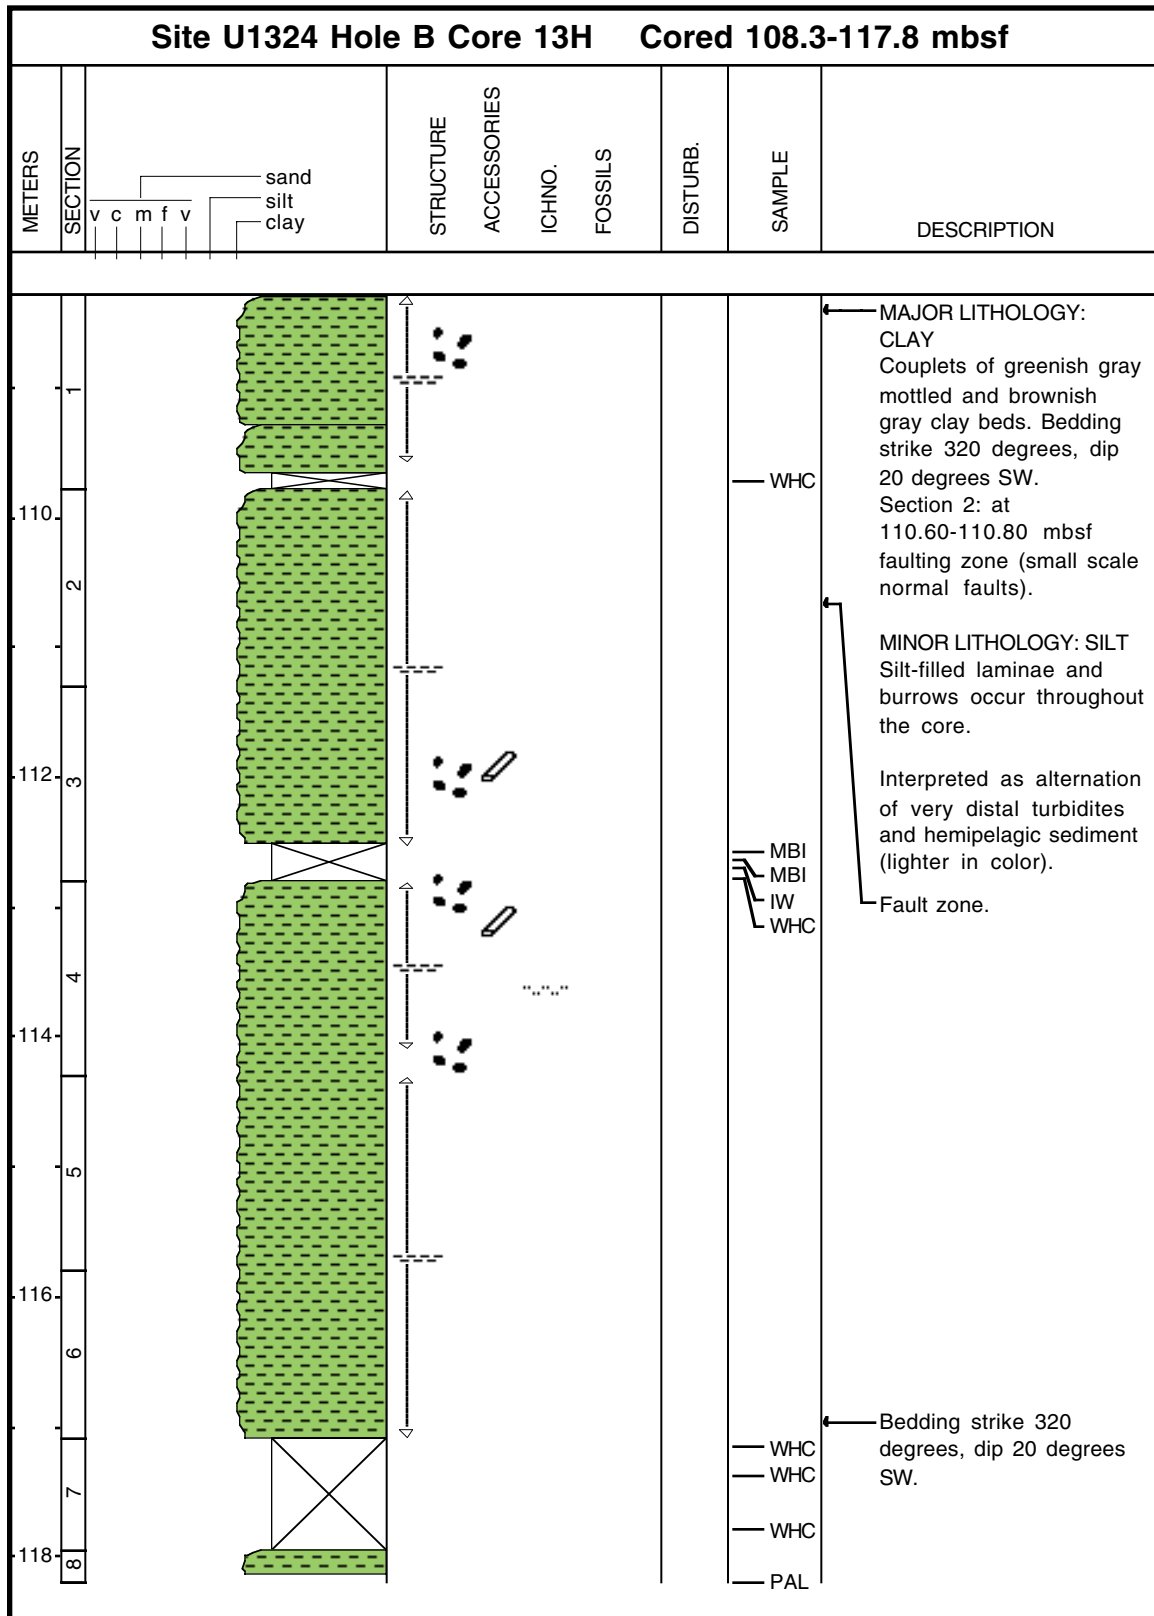 Site U1324 Hole B Core 13H Cored 108.3-117.8 mbsf
METERS
SECTION
sand
silt
clay
v c m f v
STRUCTURE
ACCESSORIES
ICHNO.
FOSSILS
DISTURB.
SAMPLE
DESCRIPTION
1
110
2
112
3
4
114
5
116
6
7
118
8
WHC
MBI
MBI
IW
WHC
WHC
WHC
WHC
PAL
MAJOR LITHOLOGY:
CLAY
Couplets of greenish gray
mottled and brownish
gray clay beds. Bedding
strike 320 degrees, dip
20 degrees SW.
Section 2: at
110.60-110.80 mbsf
faulting zone (small scale
normal faults).
MINOR LITHOLOGY: SILT
Silt-filled laminae and
burrows occur throughout
the core.
Interpreted as alternation
of very distal turbidites
and hemipelagic sediment
(lighter in color).
Fault zone.
Bedding strike 320
degrees, dip 20 degrees
SW.